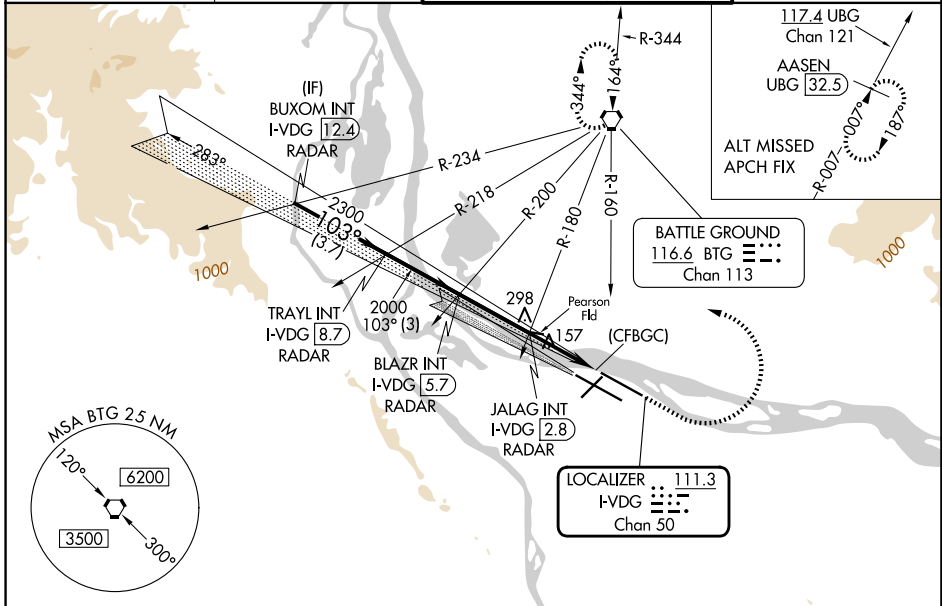 117.4 UBG
Chan 121
AASEN
UBG 32.5
007°
187°
R-007
ALT MISSED
APCH FIX
R-344
344°
164°
(IF)
BUXOM INT
I-VDG 12.4
RADAR
283°
R-234
R-218
R-200
R-180
R-160
2300
103°
(3.7)
1000
BATTLE GROUND
116.6 BTG
Chan 113
1000
TRAYL INT
I-VDG 8.7
RADAR
2000
103° (3)
298
Pearson
Fld
157
(CFBGC)
BLAZR INT
I-VDG 5.7
RADAR
JALAG INT
I-VDG 2.8
RADAR
MSA BTG 25 NM
120°
6200
3500
300°
LOCALIZER 111.3
I-VDG
Chan 50